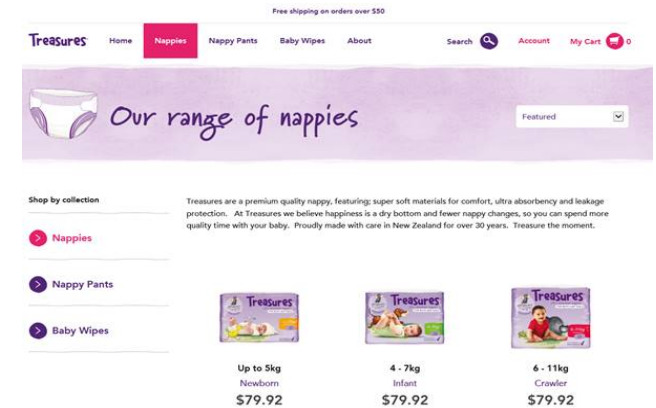 Free shipping on orders over $50
Treasures Home Nappies Nappy Pants Baby Wipes About Search Account My Cart 0
Our range of nappies
Featured
Shop by collection
Nappies
Nappy Pants
Baby Wipes
Treasures are a premium quality nappy, featuring; super soft materials for comfort, ultra absorbency and leakage
protection. At Treasures we believe happiness is a dry bottom and fewer nappy changes, so you can spend more
quality time with your baby. Proudly made with care in New Zealand for over 30 years. Treasure the moment.
Treasures Treasures Treasures
Up to 5kg 4 - 7kg 6 - 11kg
Newborn Infant Crawler
$79.92 $79.92 $79.92